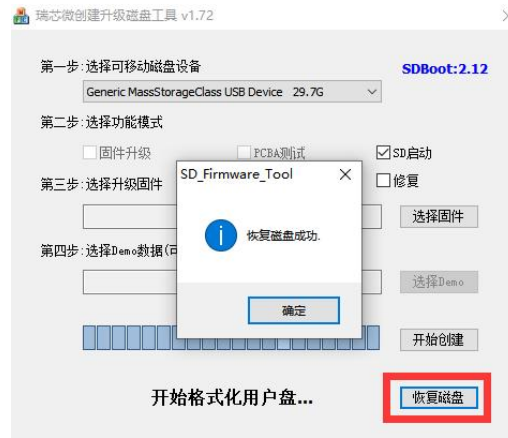 瑞芯微创建升级磁盘工具 v1.72
第一步:选择可移动磁盘设备
SDBoot:2.12
Generic MassStorageClass USB Device 29.7G
第二步:选择功能模式
固件升级
PCBA测试
SD启动
SD_Firmware_Tool
修复
第三步:选择升级固件
恢复磁盘成功.
选择固件
第四步:选择Demo数据(可
选择Demo
确定
开始创建
开始格式化用户盘...
恢复磁盘